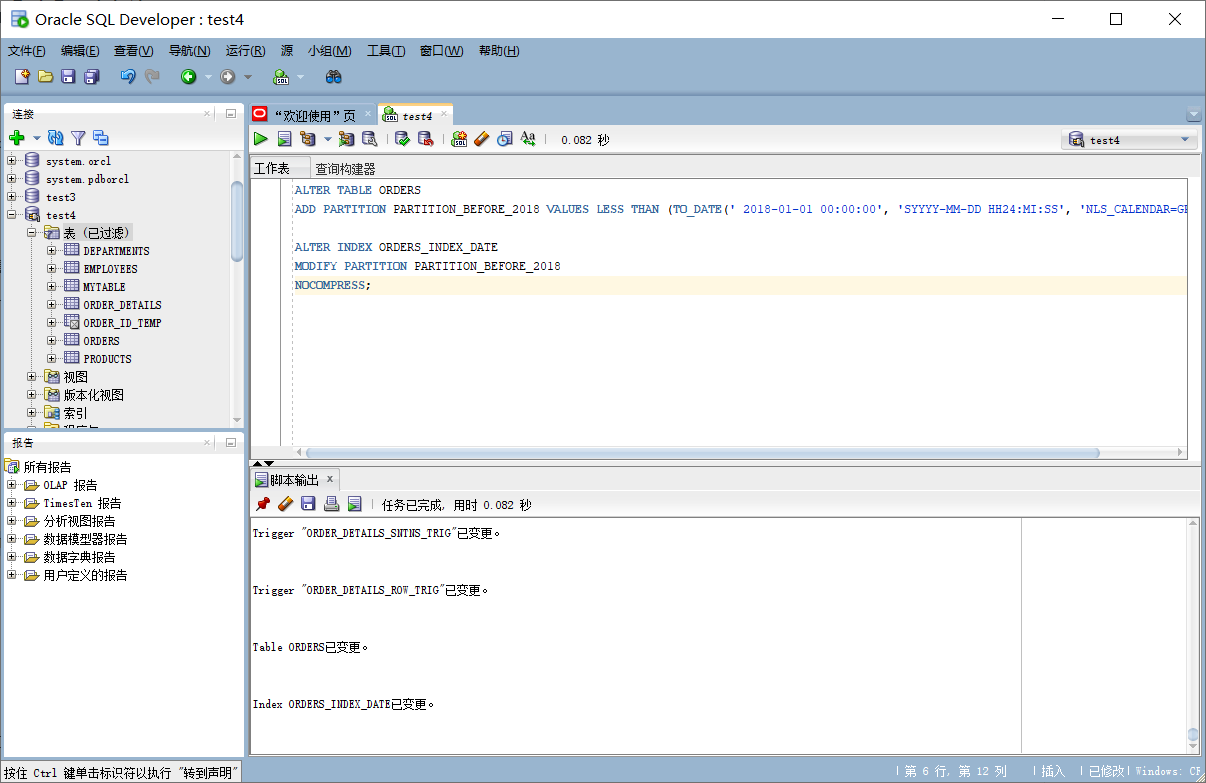 Oracle SQL Developer : test4
文件(F) 编辑(E) 查看(V) 导航(N) 运行(R) 源 小组(M) 工具(T) 窗口(W) 帮助(H)
连接
system.orcl
system.pdborcl
test3
test4
表 (已过滤)
DEPARTMENTS
EMPLOYEES
MYTABLE
ORDER_DETAILS
ORDER_ID_TEMP
ORDERS
PRODUCTS
视图
版本化视图
索引
报告
所有报告
OLAP 报告
TimesTen 报告
分析视图报告
数据模型器报告
数据字典报告
用户定义的报告
“欢迎使用”页 test4
0.082 秒
test4
工作表 查询构建器
ALTER TABLE ORDERS
ADD PARTITION PARTITION_BEFORE_2018 VALUES LESS THAN (TO_DATE(' 2018-01-01 00:00:00', 'SYYYY-MM-DD HH24:MI:SS', 'NLS_CALENDAR=GR
ALTER INDEX ORDERS_INDEX_DATE
MODIFY PARTITION PARTITION_BEFORE_2018
NOCOMPRESS;
脚本输出
任务已完成, 用时 0.082 秒
Trigger "ORDER_DETAILS_SNTNS_TRIG"已变更。
Trigger "ORDER_DETAILS_ROW_TRIG"已变更。
Table ORDERS已变更。
Index ORDERS_INDEX_DATE已变更。
按住 Ctrl 键单击标识符以执行 "转到声明"
第 6 行, 第 12 列 插入 已修改 Windows: CR